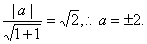 |a| / √(1+1) = √2, ∴ a = ±2.